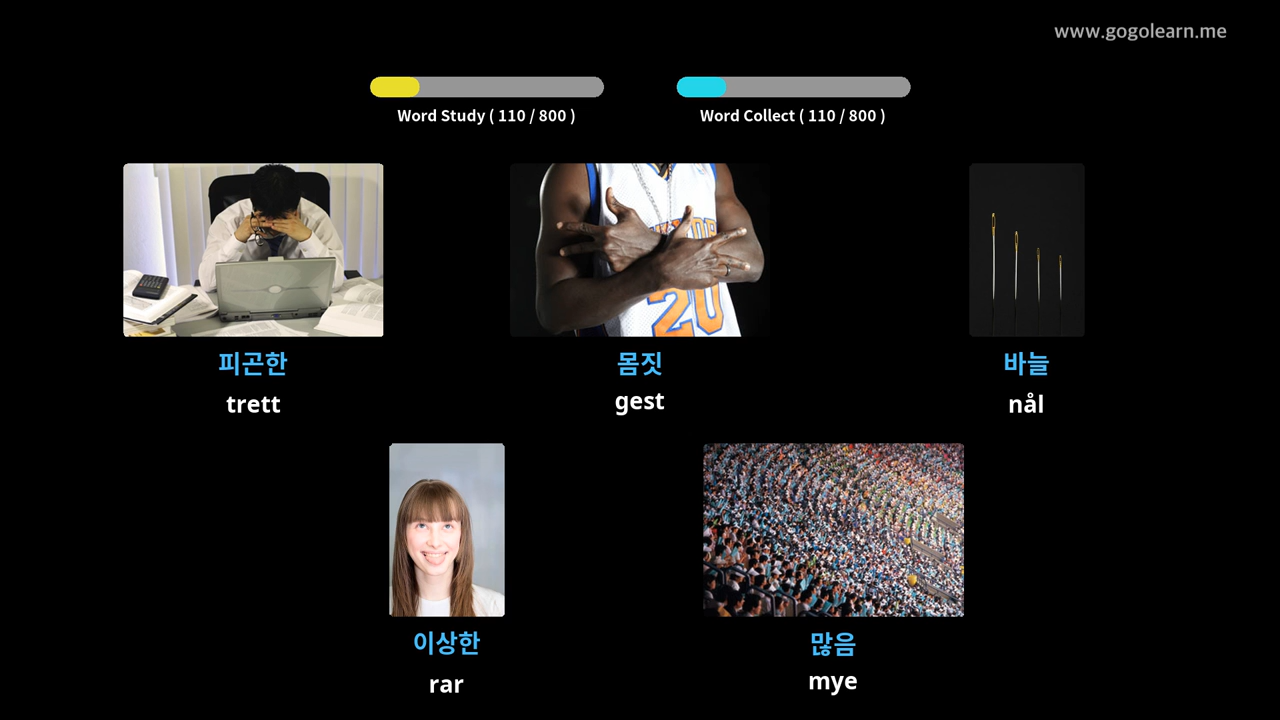 www.gogolearn.me
Word Study ( 110 / 800 )
Word Collect ( 110 / 800 )
20
피곤한
trett
몸짓
gest
바늘
nål
이상한
rar
많음
mye